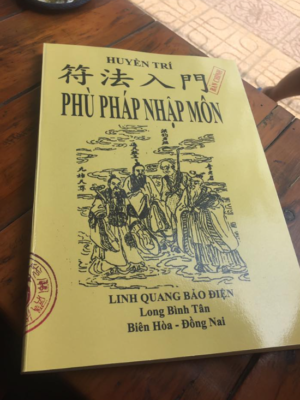 HUYỀN TRÍ
符法入門
PHÙ PHÁP NHẬP MÔN
LINH QUANG BẢO ĐIỆN
Long Bình Tân
Biên Hòa - Đồng Nai